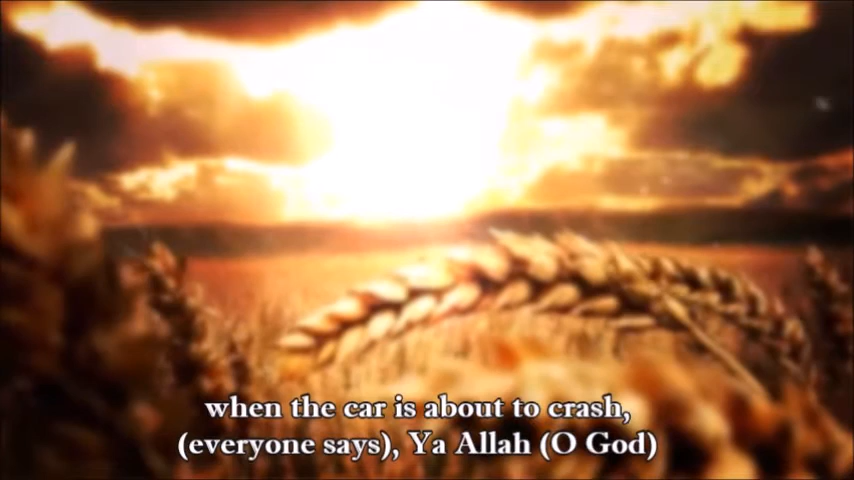 when the car is about to crash,
(everyone says), Ya Allah (O God)